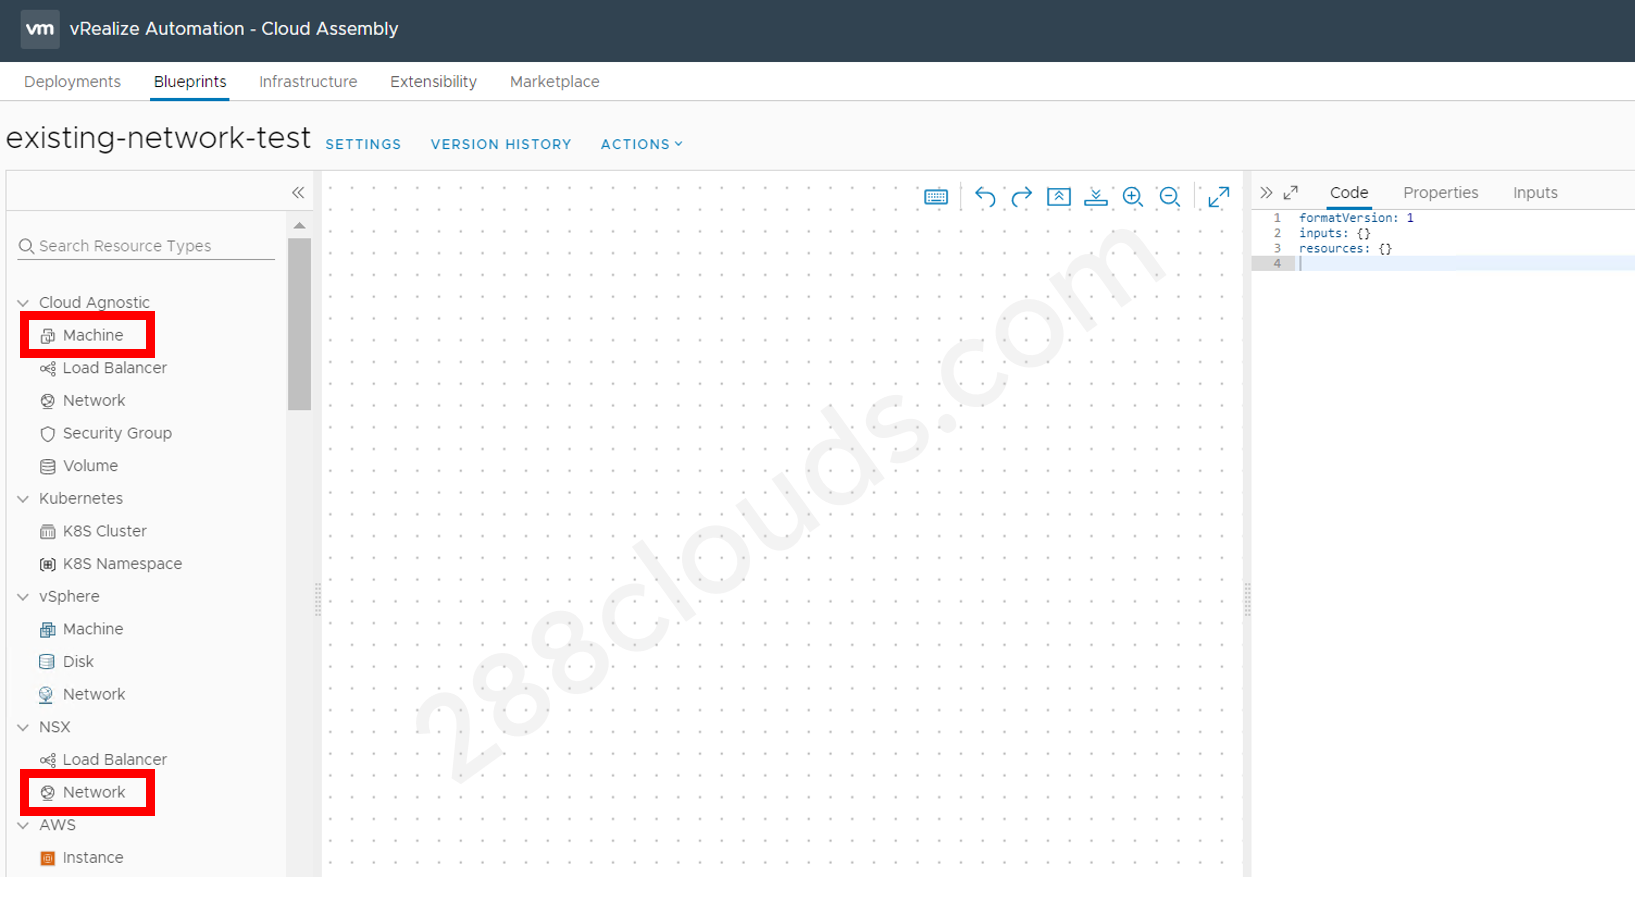 vm vRealize Automation - Cloud Assembly
Deployments Blueprints Infrastructure Extensibility Marketplace
existing-network-test SETTINGS VERSION HISTORY ACTIONS
Code Properties Inputs
Search Resource Types
Cloud Agnostic
Machine
Load Balancer
Network
Security Group
Volume
Kubernetes
K8S Cluster
K8S Namespace
vSphere
Machine
Disk
Network
NSX
Load Balancer
Network
AWS
Instance
288clouds.com
1 formatVersion: 1
2 inputs: {}
3 resources: {}
4